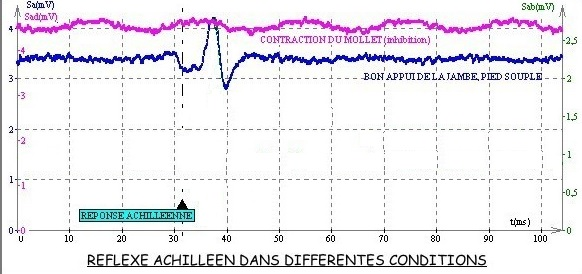 Sa(mV)
Sad(mV)
Sab(mV)
4
4
3
3
2
2
1
1
0
0
2,5
2
1,5
1
0,5
0
CONTRACTION DU MOLLET (inhibition)
BON APPUI DE LA JAMBE, PIED SOUPLE
REPONSE ACHILLEENNE
t(ms)
0 10 20 30 40 50 60 70 80 90 100
REFLEXE ACHILLEEN DANS DIFFERENTES CONDITIONS